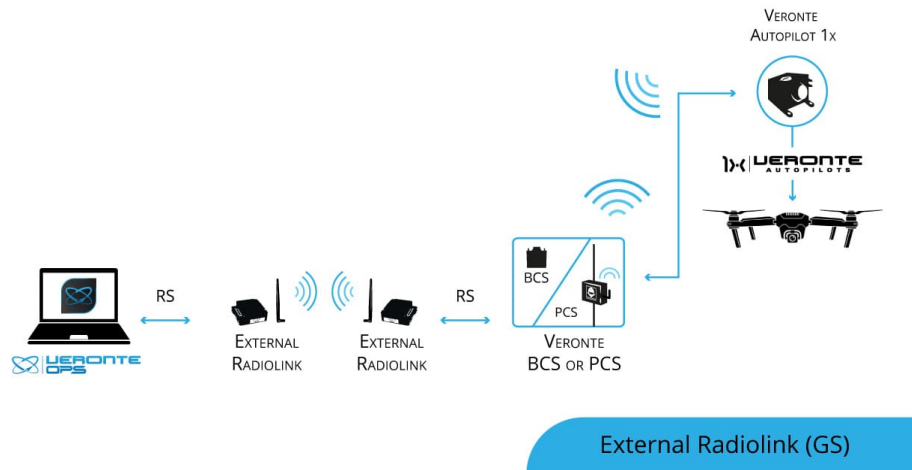 VERONTE
AUTOPILOT 1X
VERONTE
AUTOPILOTS
BCS
PCS
RS
RS
EXTERNAL
RADIOLINK
EXTERNAL
RADIOLINK
VERONTE
BCS OR PCS
VERONTE
OPS
External Radiolink (GS)